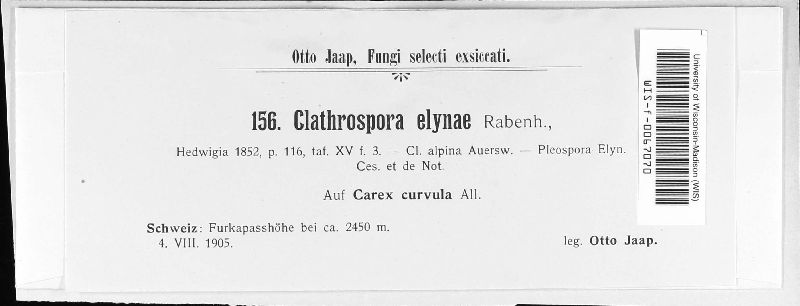 Otto Jaap, Fungi selecti exsiccati.
156. Clathrospora elynae Rabenh.,
Hedwigia 1852, p. 116, taf. XV f. 3. — Cl. alpina Auersw. — Pleospora Elyn.
Ces. et de Not.
Auf Carex curvula All.
Schweiz: Furkapasshöhe bei ca. 2450 m.
4. VIII. 1905.
leg. Otto Jaap.
University of Wisconsin-Madison (WIS)
WIS-f-0067070